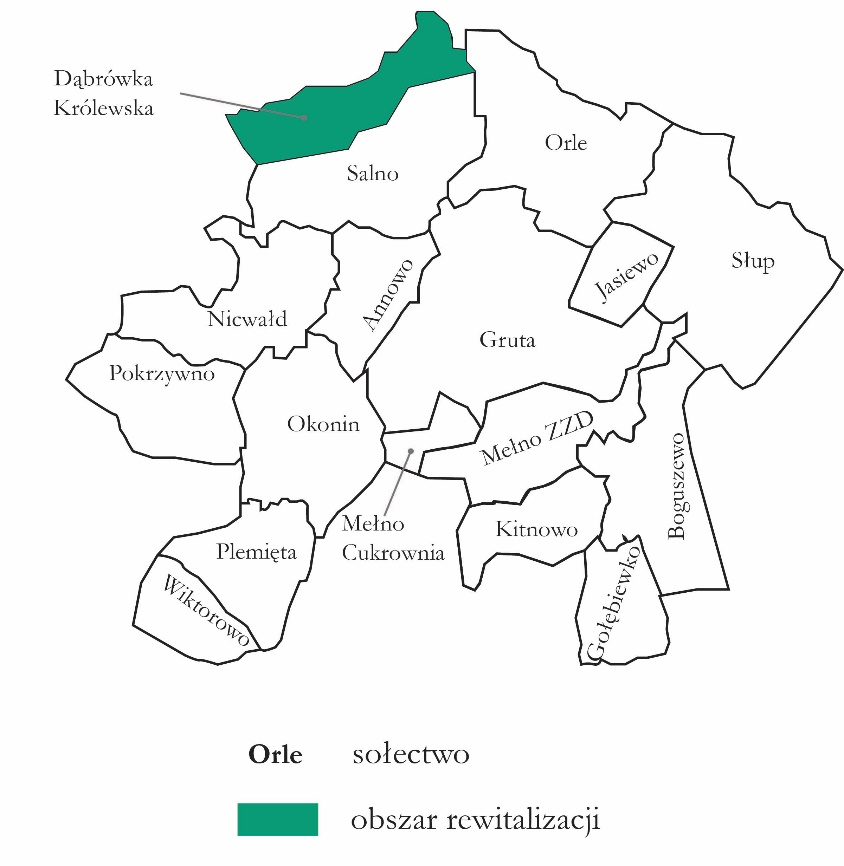 Dąbrówka
Królewska
Orle
Salno
Słup
Jasiewo
Annowo
Nicwałd
Gruta
Pokrzywno
Okonin
Mełno ZZD
Boguszewo
Mełno
Cukrownia
Kitnowo
Plemięta
Gołębiewko
Wiktorowo
Orle sołectwo
obszar rewitalizacji